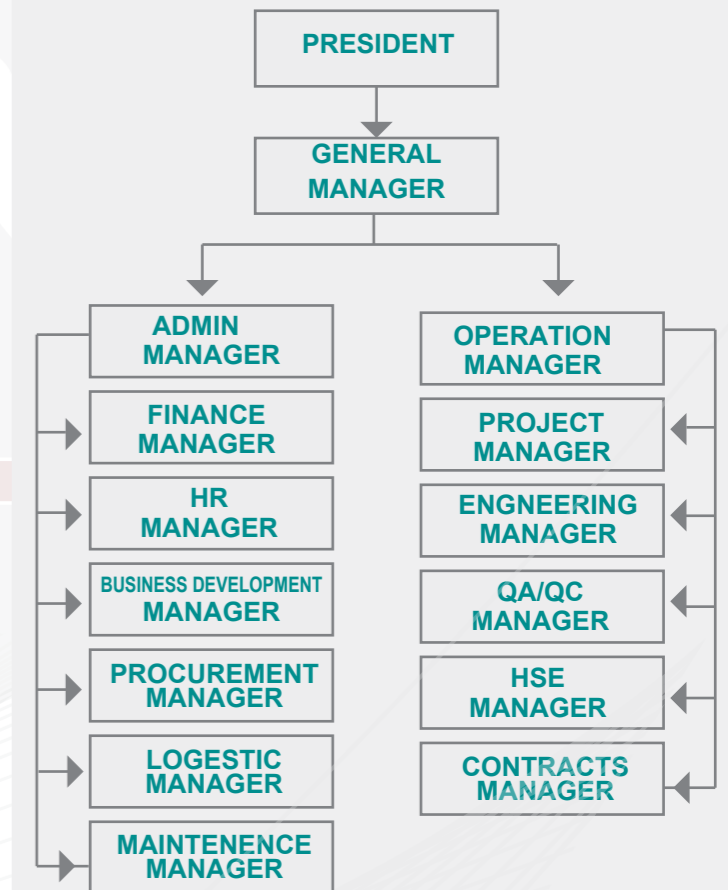 PRESIDENT
GENERAL
MANAGER
ADMIN
MANAGER
FINANCE
MANAGER
HR
MANAGER
BUSINESS DEVELOPMENT
MANAGER
PROCUREMENT
MANAGER
LOGESTIC
MANAGER
MAINTENENCE
MANAGER
OPERATION
MANAGER
PROJECT
MANAGER
ENGNEERING
MANAGER
QA/QC
MANAGER
HSE
MANAGER
CONTRACTS
MANAGER